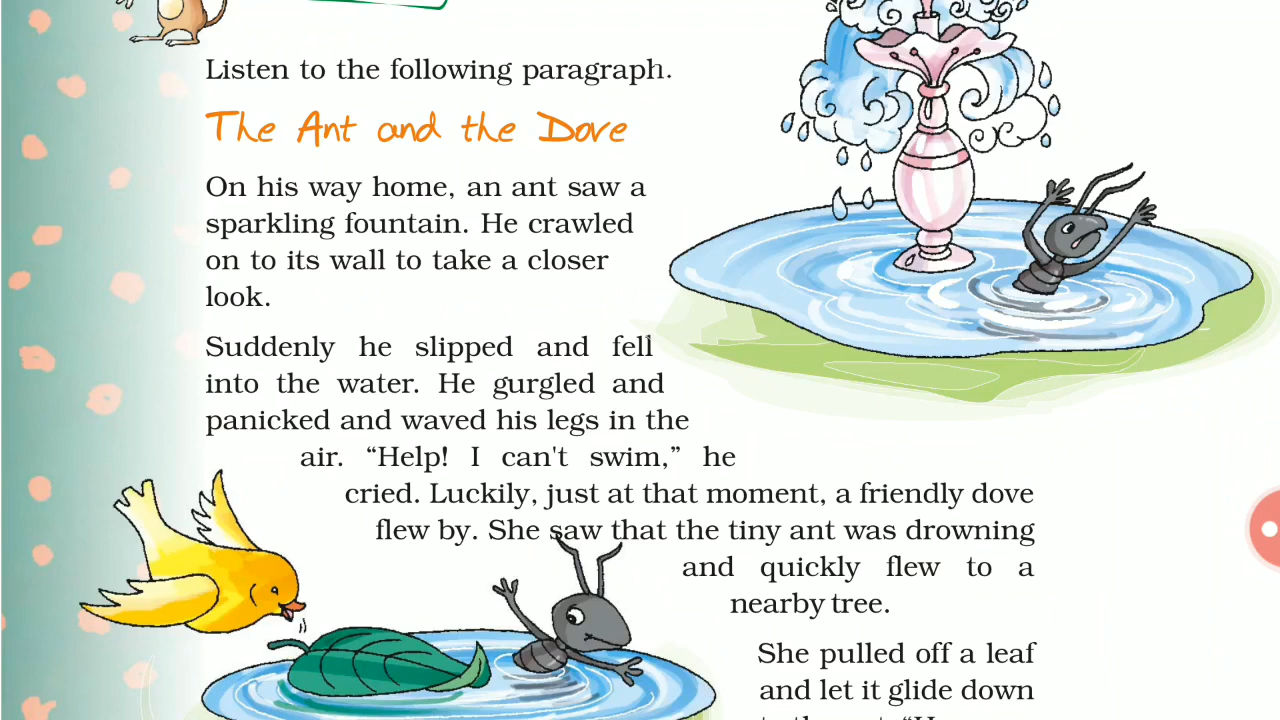 Listen to the following paragraph.
The Ant and the Dove
On his way home, an ant saw a
sparkling fountain. He crawled
on to its wall to take a closer
look.
Suddenly he slipped and fell
into the water. He gurgled and
panicked and waved his legs in the
air. “Help! I can't swim,” he
cried. Luckily, just at that moment, a friendly dove
flew by. She saw that the tiny ant was drowning
and quickly flew to a
nearby tree.
She pulled off a leaf
and let it glide down